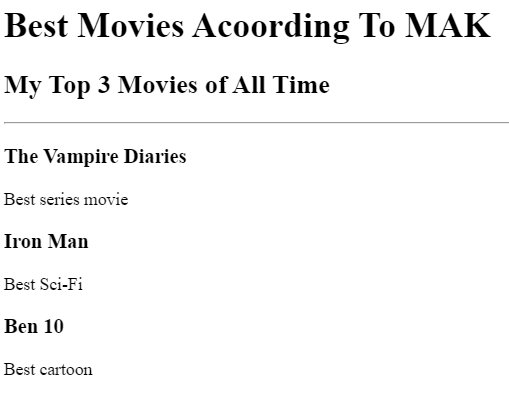 Best Movies Acoording To MAK
My Top 3 Movies of All Time
The Vampire Diaries
Best series movie
Iron Man
Best Sci-Fi
Ben 10
Best cartoon